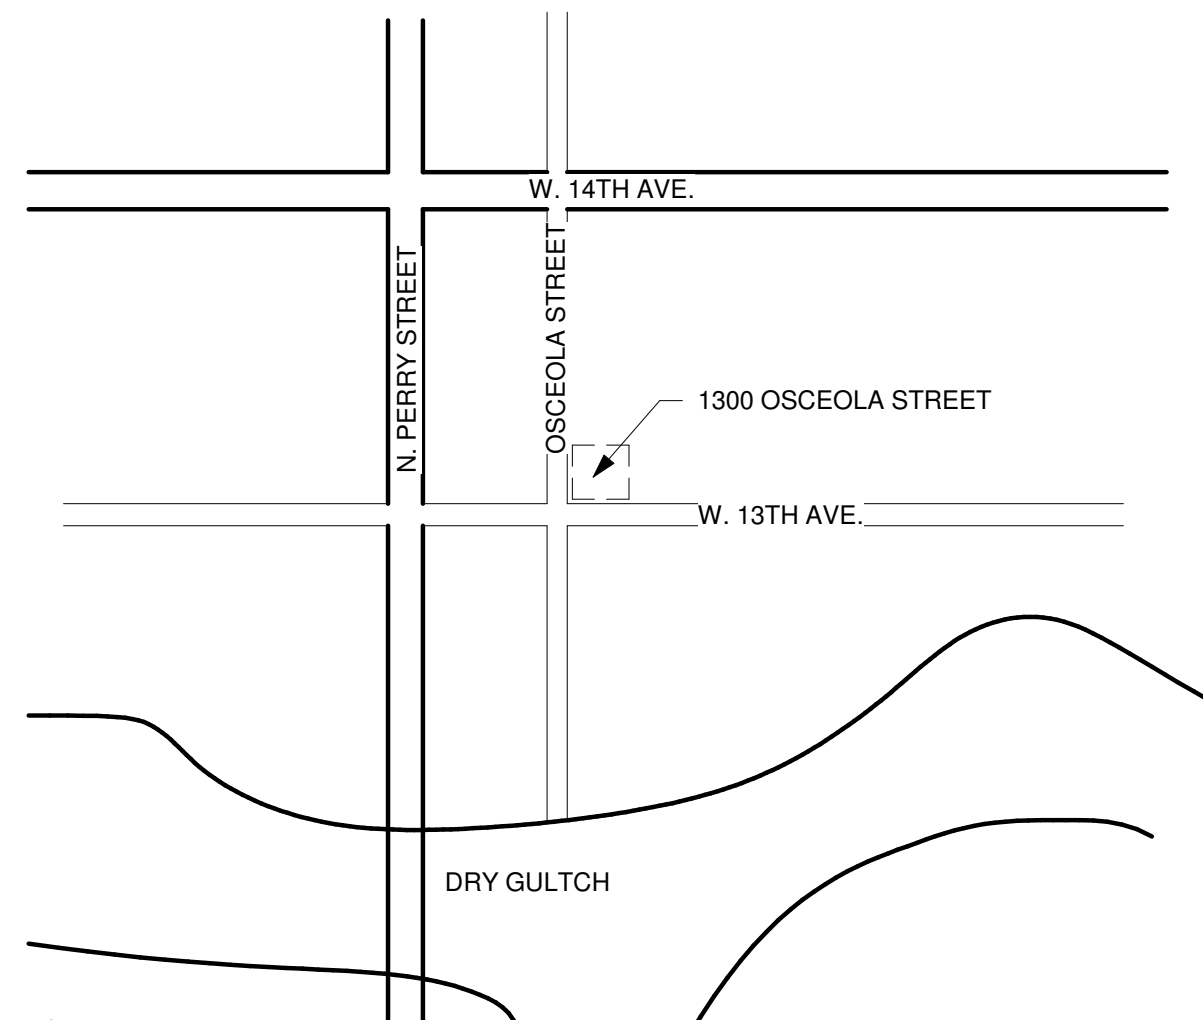 W. 14TH AVE.
N. PERRY STREET
OSCEOLA STREET
1300 OSCEOLA STREET
W. 13TH AVE.
DRY GULTCH